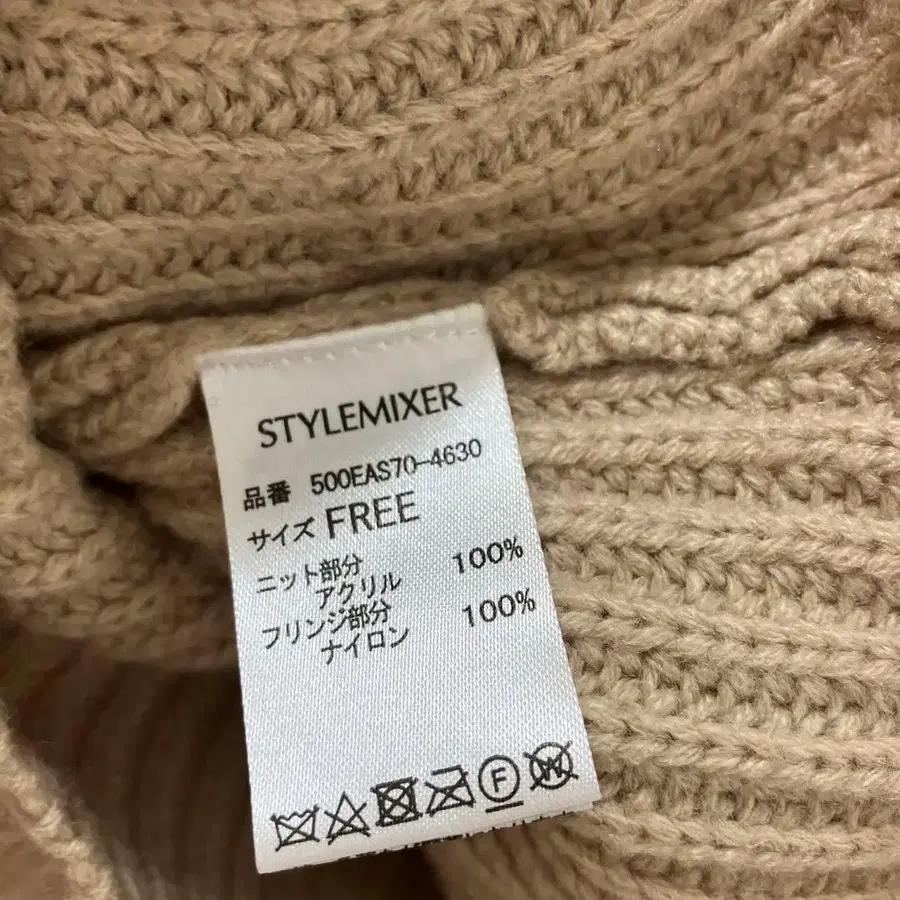 STYLEMIXER
品番 500EAS70-4630
サイズ FREE
ニット部分
アクリル 100%
フリンジ部分
ナイロン 100%
F W